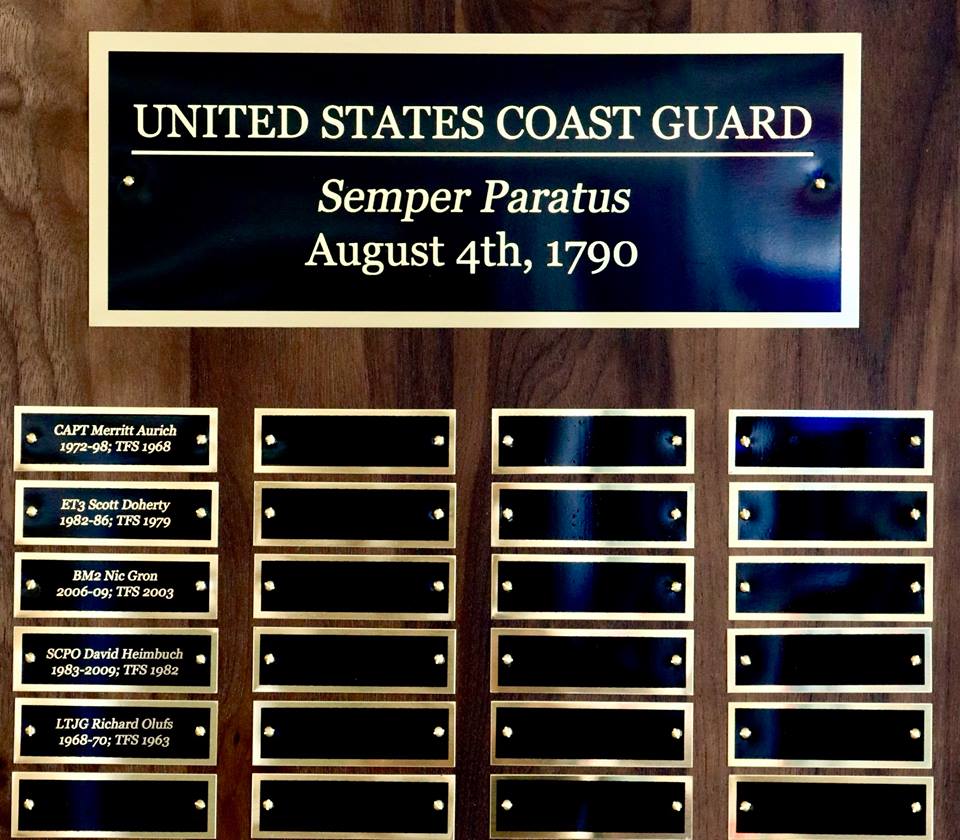 UNITED STATES COAST GUARD
Semper Paratus
August 4th, 1790
CAPT Merritt Aurich
1972-98; TFS 1968
ET3 Scott Doherty
1982-86; TFS 1979
BM2 Nic Gron
2006-09; TFS 2003
SCPO David Heimbuch
1983-2009; TFS 1982
LTJG Richard Olufs
1968-70; TFS 1963